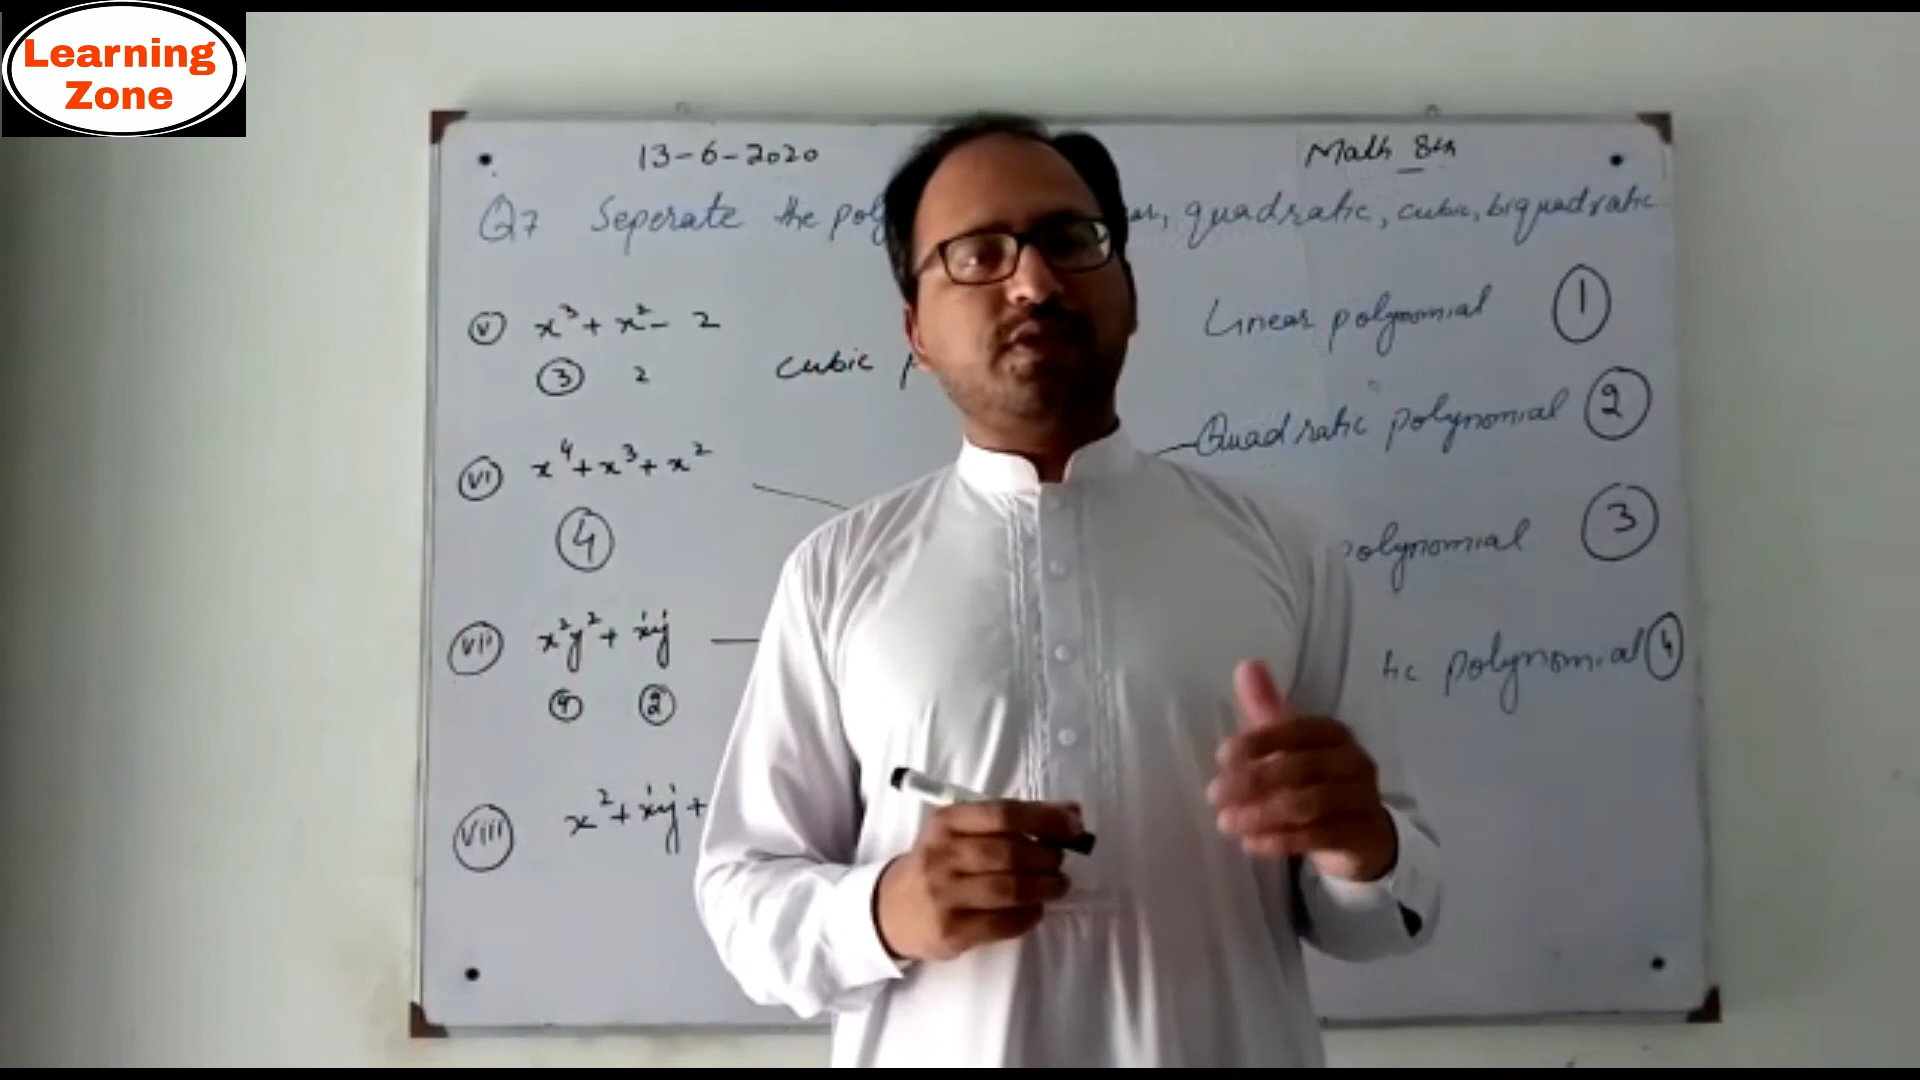 Learning
Zone
13-6-2020 Math 8th
Q7 Seperate the quadratic, cubic, biquadratic
(v) x³ + x² - 2
Linear polynomial (1)
(3) 2
cubic
Quadratic polynomial (2)
(vi) x⁴ + x³ + x²
(4)
polynomial (3)
(vii) x²y² + xy
polynomial (4)
(4) (2)
(viii) x² + xy +